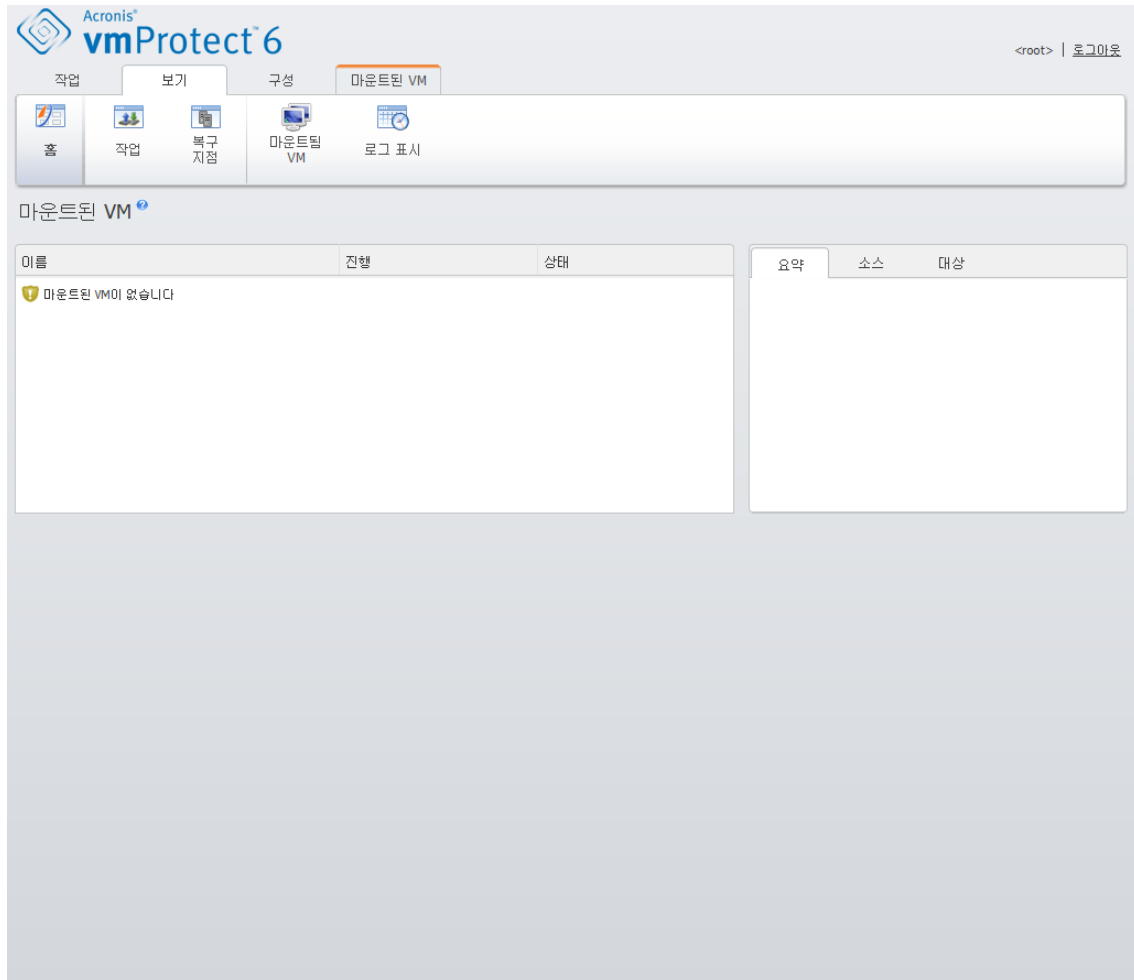 Acronis®
vmProtect™ 6
<root> | 로그아웃
작업 보기 구성 마운트된 VM
홈 작업 복구 지점 마운트됨 VM 로그 표시
마운트된 VM ?
이름 진행 상태
마운트된 VM이 없습니다
요약 소스 대상